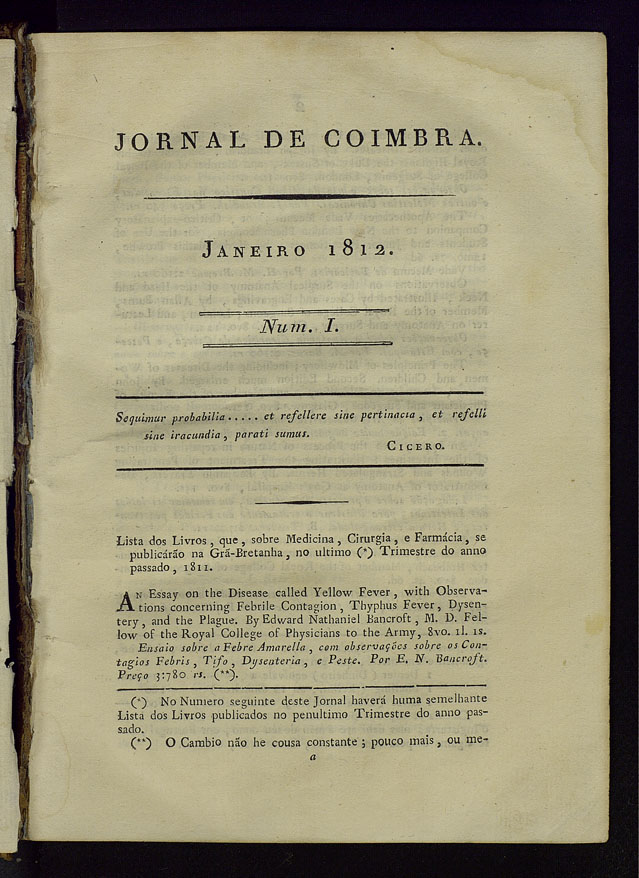 JORNAL DE COIMBRA.
JANEIRO 1812.
Num. I.
Sequimur probabilia ..... et refellere sine pertinacia, et refelli
sine iracundia, parati sumus.
CICERO.
Lista dos Livros, que, sobre Medicina, Cirurgia, e Farmácia, se
publicárão na Grã-Bretanha, no ultimo (*) Trimestre do anno
passado, 1811.
AN Essay on the Disease called Yellow Fever, with Observa-
tions concerning Febrile Contagion, Thyphus Fever, Dysen-
tery, and the Plague. By Edward Nathaniel Bancroft, M. D. Fel-
low of the Royal College of Physicians to the Army, 8vo. 1l. 1s.
Ensaio sobre a Febre Amarella, com observações sobre os Con-
tagios Febris, Tifo, Dysenteria, e Peste. Por E. N. Bancroft.
Preço 3:780 rs. (**).
(*) No Numero seguinte deste Jornal haverá huma semelhante
Lista dos Livros publicados no penultimo Trimestre do anno pas-
sado.
(**) O Cambio não he cousa constante; pouco mais, ou me-
a